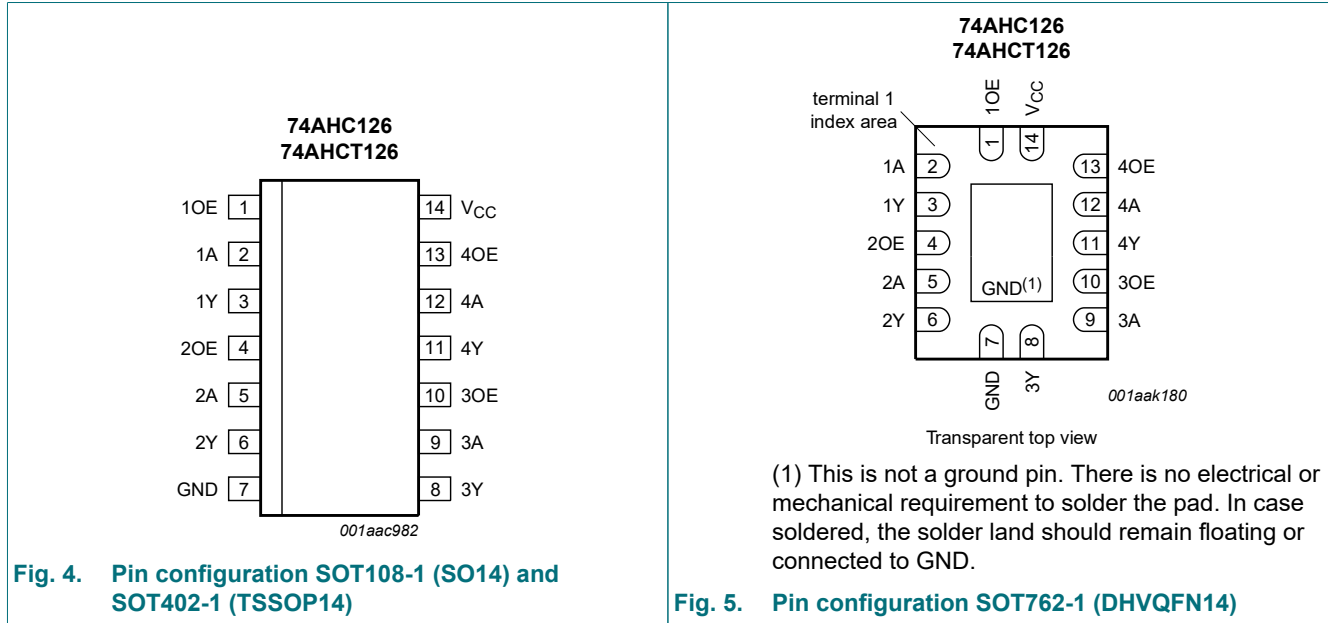 74AHC126
74AHCT126
1OE 1 14 VCC
1A 2 13 4OE
1Y 3 12 4A
2OE 4 11 4Y
2A 5 10 3OE
2Y 6 9 3A
GND 7 8 3Y
001aac982
Fig. 4. Pin configuration SOT108-1 (SO14) and
SOT402-1 (TSSOP14)
74AHC126
74AHCT126
terminal 1
index area
1OE VCC
1 14
1A 2 13 4OE
1Y 3 12 4A
2OE 4 11 4Y
2A 5 10 3OE
GND(1)
2Y 6 9 3A
7 8
GND 3Y
001aak180
Transparent top view
(1) This is not a ground pin. There is no electrical or
mechanical requirement to solder the pad. In case
soldered, the solder land should remain floating or
connected to GND.
Fig. 5. Pin configuration SOT762-1 (DHVQFN14)